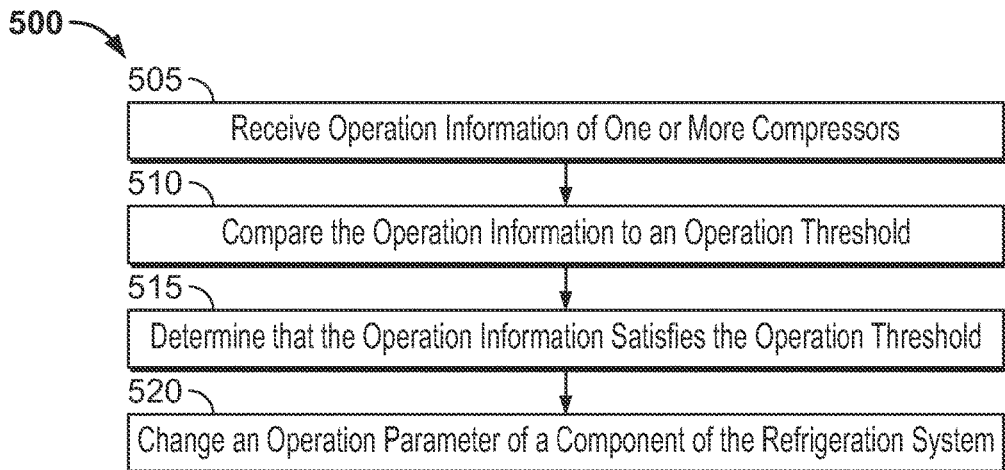 500
505
Receive Operation Information of One or More Compressors
510
Compare the Operation Information to an Operation Threshold
515
Determine that the Operation Information Satisfies the Operation Threshold
520
Change an Operation Parameter of a Component of the Refrigeration System